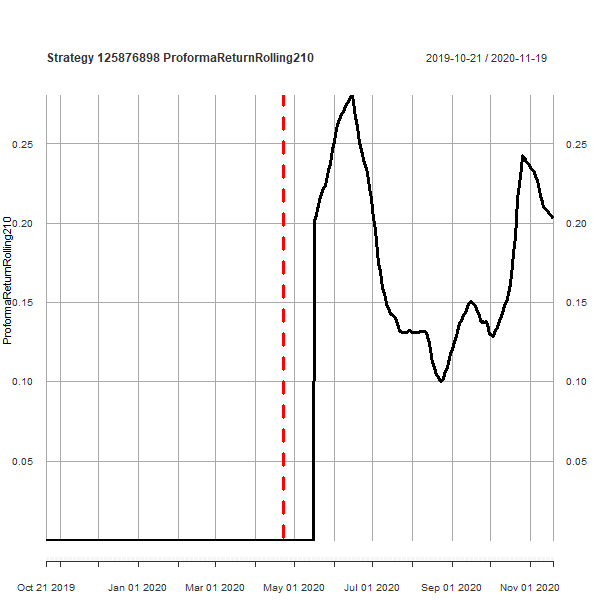 Strategy 125876898 ProformaReturnRolling210
2019-10-21 / 2020-11-19
ProformaReturnRolling210
0.25
0.25
0.20
0.20
0.15
0.15
0.10
0.10
0.05
0.05
Oct 21 2019
Jan 01 2020
Mar 01 2020
May 01 2020
Jul 01 2020
Sep 01 2020
Nov 01 2020